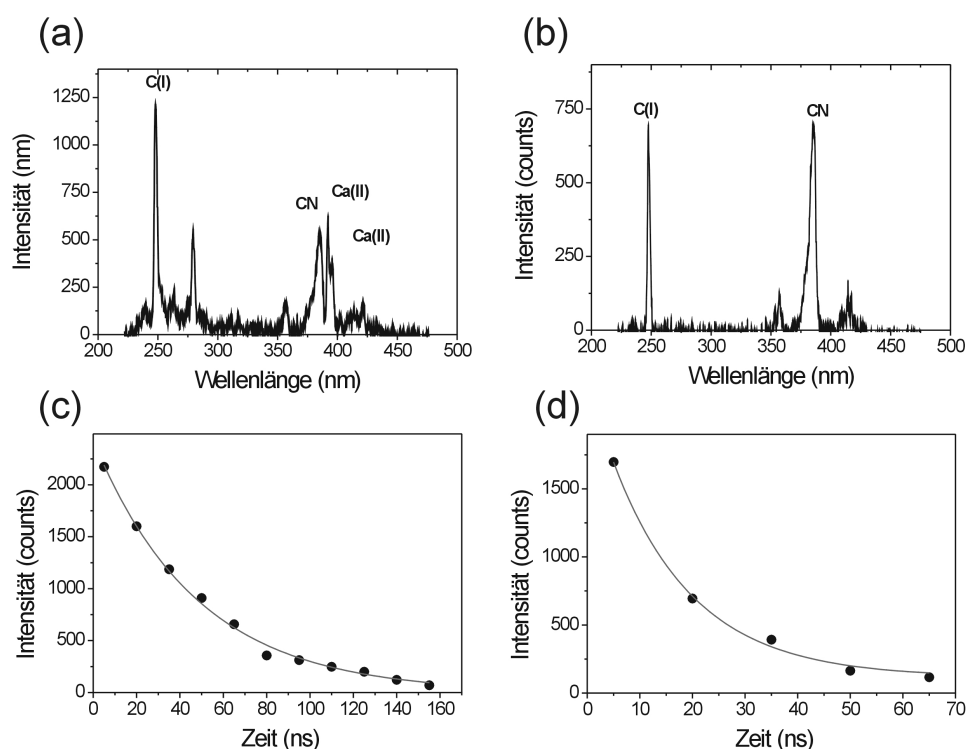 (a)
C(I)
CN
Ca(II)
Ca(II)
Intensität (nm)
1250
1000
750
500
250
0
200 250 300 350 400 450 500
Wellenlänge (nm)
(b)
C(I)
CN
Intensität (counts)
750
500
250
0
200 250 300 350 400 450 500
Wellenlänge (nm)
(c)
Intensität (counts)
2000
1500
1000
500
0
0 20 40 60 80 100 120 140 160
Zeit (ns)
(d)
Intensität (counts)
1500
1000
500
0
0 10 20 30 40 50 60 70
Zeit (ns)